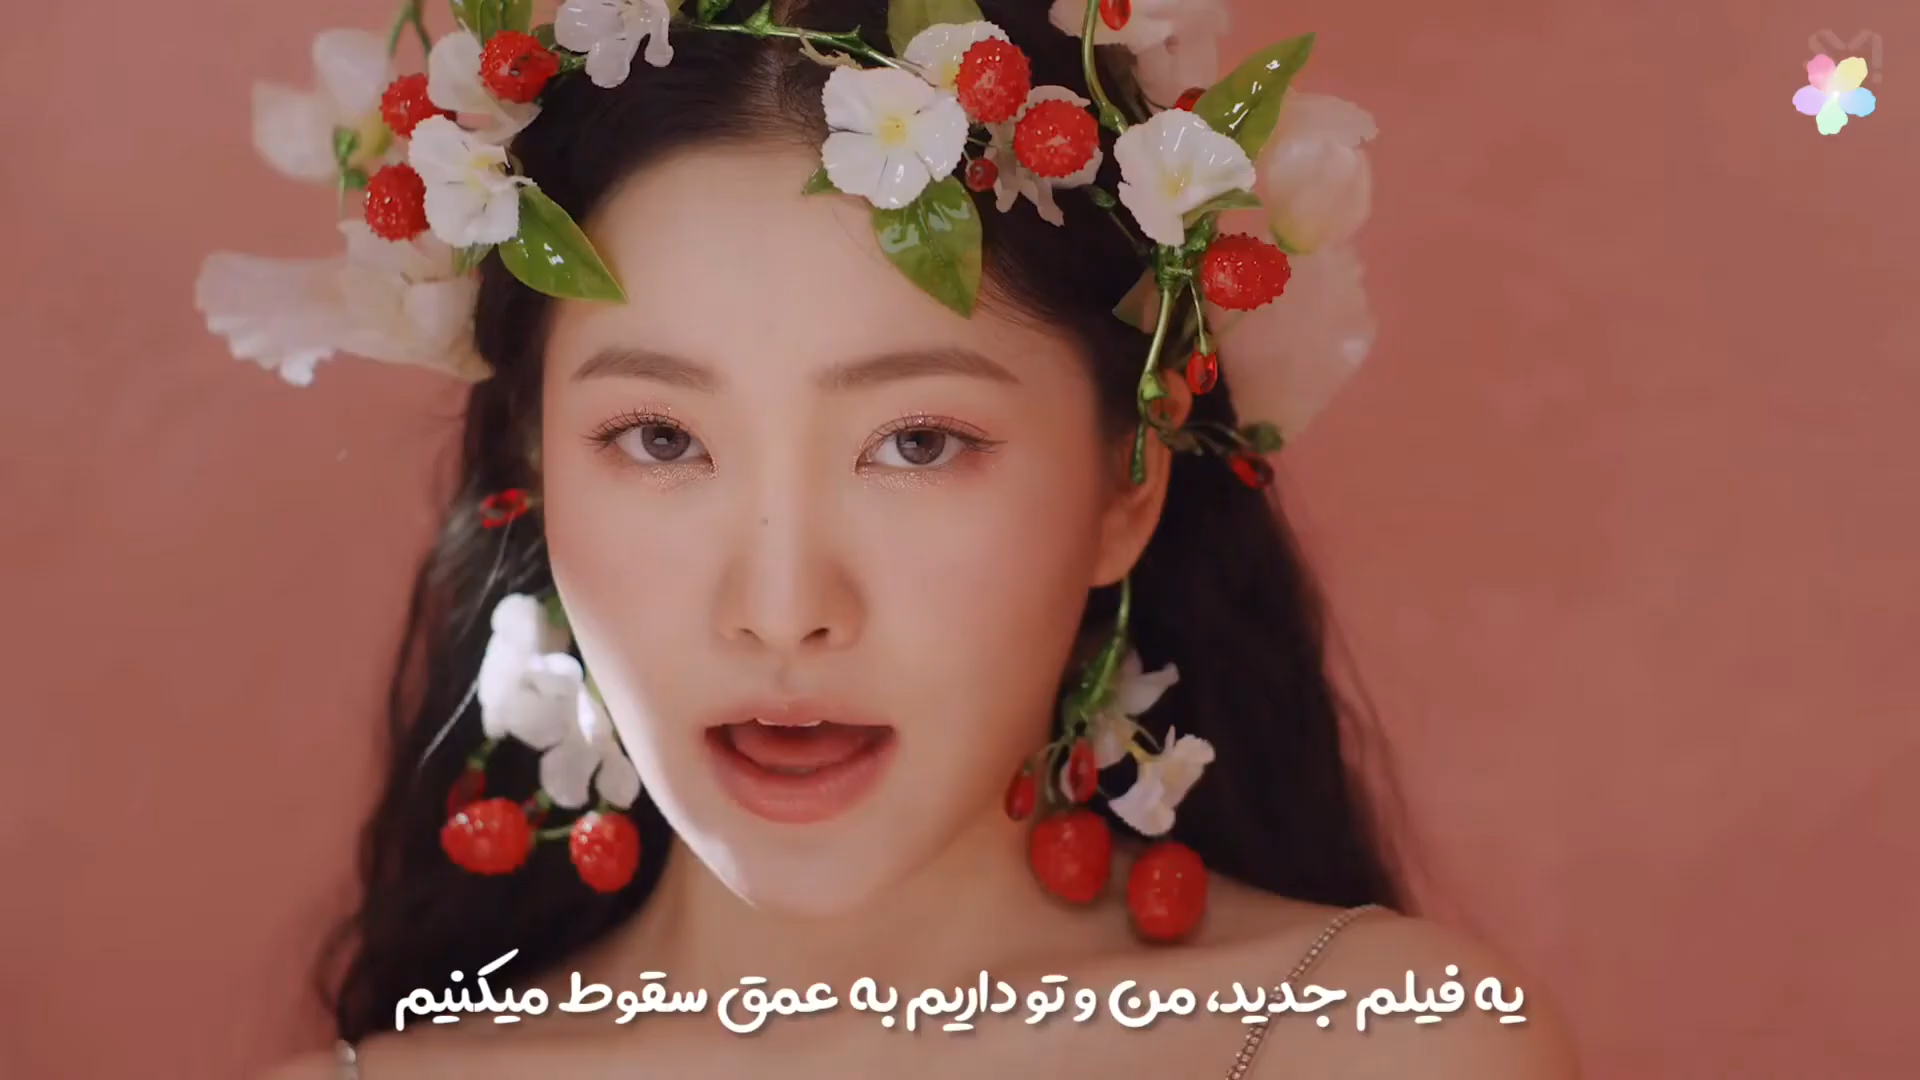 یه فیلم جدید، من و تو داریم به عمق سقوط میکنیم